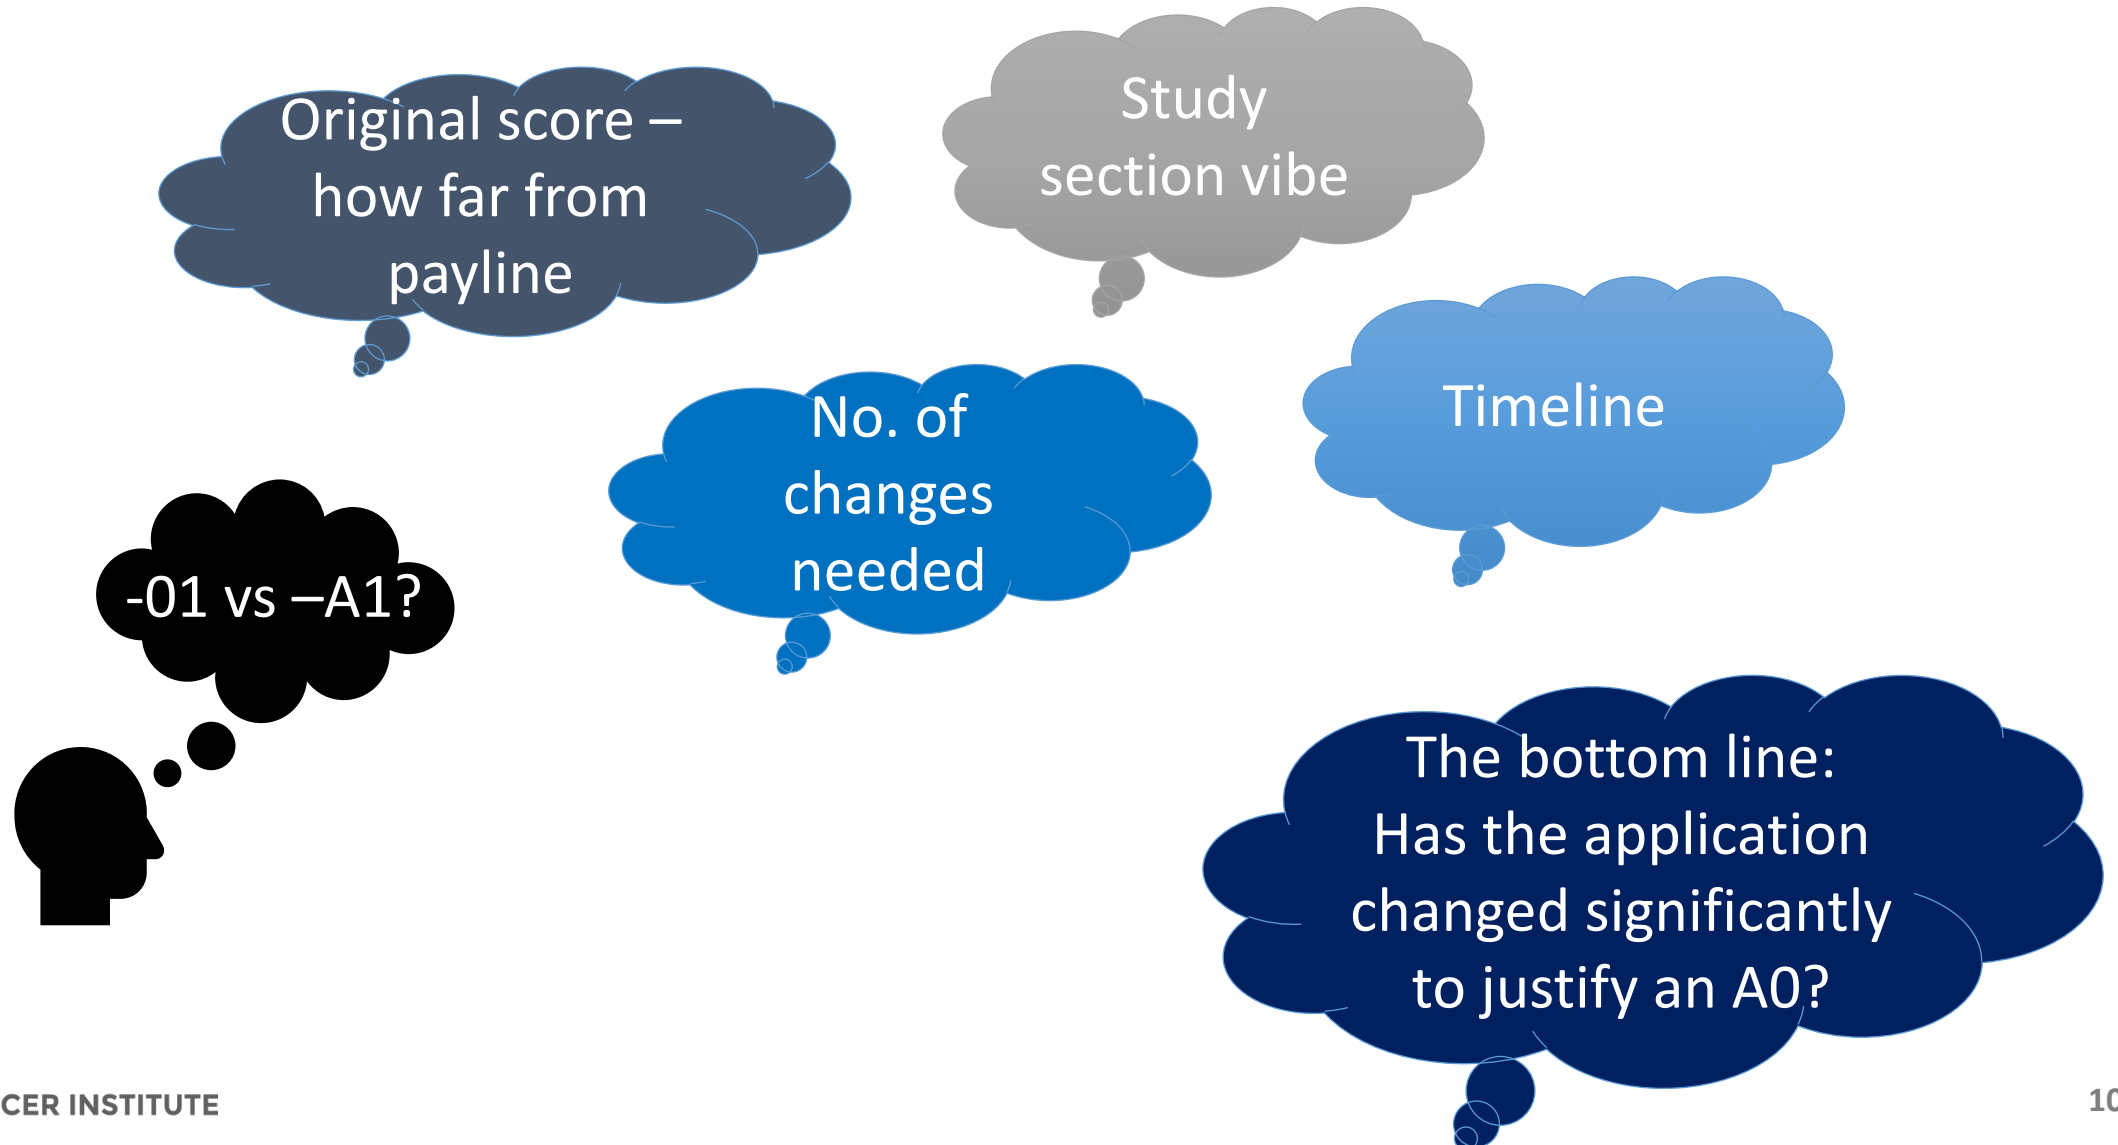 Original score –
how far from
payline
Study
section vibe
No. of
changes
needed
Timeline
-01 vs –A1?
The bottom line:
Has the application
changed significantly
to justify an A0?
CER INSTITUTE
10